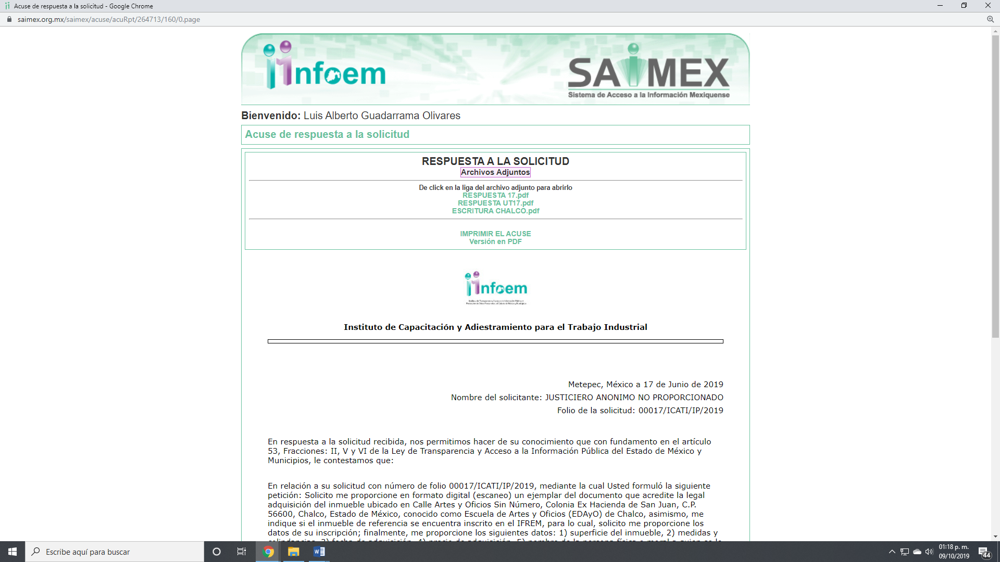 Acuse de respuesta a la solicitud - Google Chrome
saimex.org.mx/saimex/acuse/acuRpt/264713/160/0.page
infoem
SAIMEX
Sistema de Acceso a la Información Mexiquense
Bienvenido: Luis Alberto Guadarrama Olivares
Acuse de respuesta a la solicitud
RESPUESTA A LA SOLICITUD
Archivos Adjuntos
De click en la liga del archivo adjunto para abrirlo
RESPUESTA 17.pdf
RESPUESTA UT17.pdf
ESCRITURA CHALCO.pdf
IMPRIMIR EL ACUSE
Versión en PDF
infoem
Instituto de Capacitación y Adiestramiento para el Trabajo Industrial
Metepec, México a 17 de Junio de 2019
Nombre del solicitante: JUSTICIERO ANONIMO NO PROPORCIONADO
Folio de la solicitud: 00017/ICATI/IP/2019
En respuesta a la solicitud recibida, nos permitimos hacer de su conocimiento que con fundamento en el artículo
53, Fracciones: II, V y VI de la Ley de Transparencia y Acceso a la Información Pública del Estado de México y
Municipios, le contestamos que:
En relación a su solicitud con número de folio 00017/ICATI/IP/2019, mediante la cual Usted formuló la siguiente
petición: Solicito me proporcione en formato digital (escaneo) un ejemplar del documento que acredite la legal
adquisición del inmueble ubicado en Calle Artes y Oficios Sin Número, Colonia Ex Hacienda de San Juan, C.P.
56600, Chalco, Estado de México, conocido como Escuela de Artes y Oficios (EDAyO) de Chalco, asimismo, me
indique si el inmueble de referencia se encuentra inscrito en el IFREM, para lo cual, solicito me proporcione los
datos de su inscripción; finalmente, me proporcione los siguientes datos: 1) superficie del inmueble, 2) medidas y
Escribe aquí para buscar
01:18 p. m.
09/10/2019
44